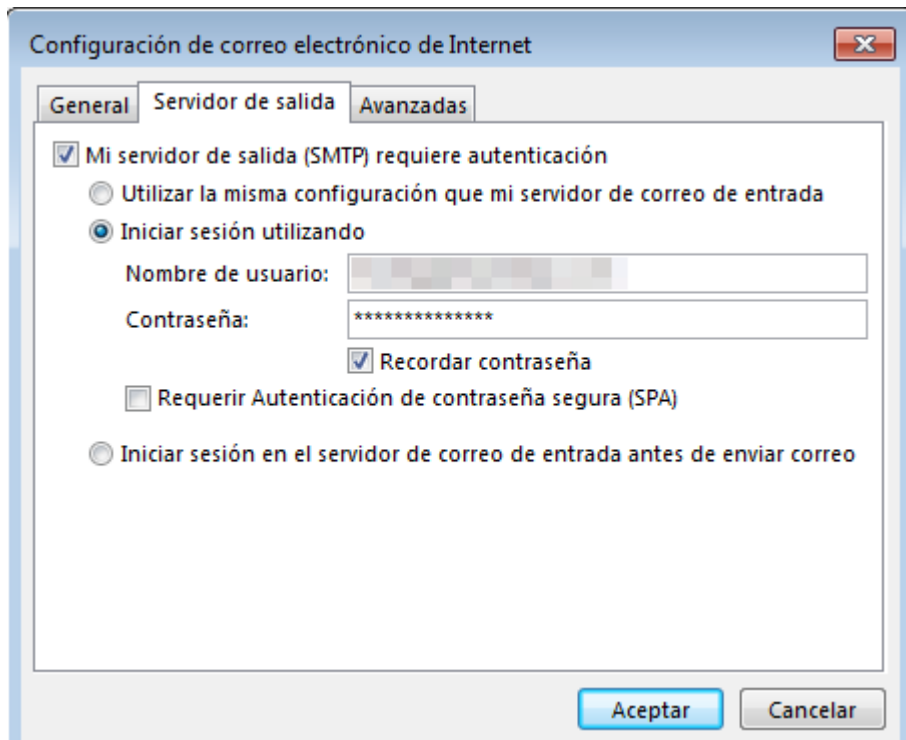 Configuración de correo electrónico de Internet
General Servidor de salida Avanzadas
Mi servidor de salida (SMTP) requiere autenticación
Utilizar la misma configuración que mi servidor de correo de entrada
Iniciar sesión utilizando
Nombre de usuario:
Contraseña: **************
Recordar contraseña
Requerir Autenticación de contraseña segura (SPA)
Iniciar sesión en el servidor de correo de entrada antes de enviar correo
Aceptar Cancelar